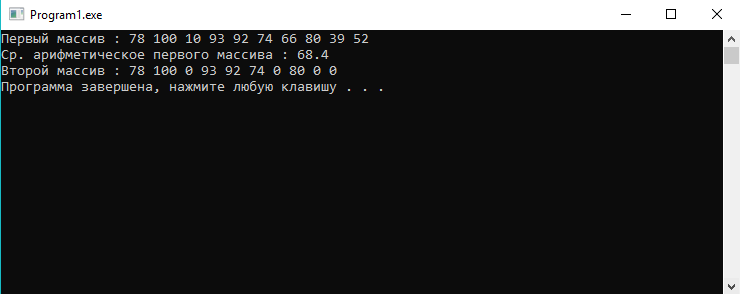 Program1.exe
Первый массив : 78 100 10 93 92 74 66 80 39 52
Ср. арифметическое первого массива : 68.4
Второй массив : 78 100 0 93 92 74 0 80 0 0
Программа завершена, нажмите любую клавишу . . .